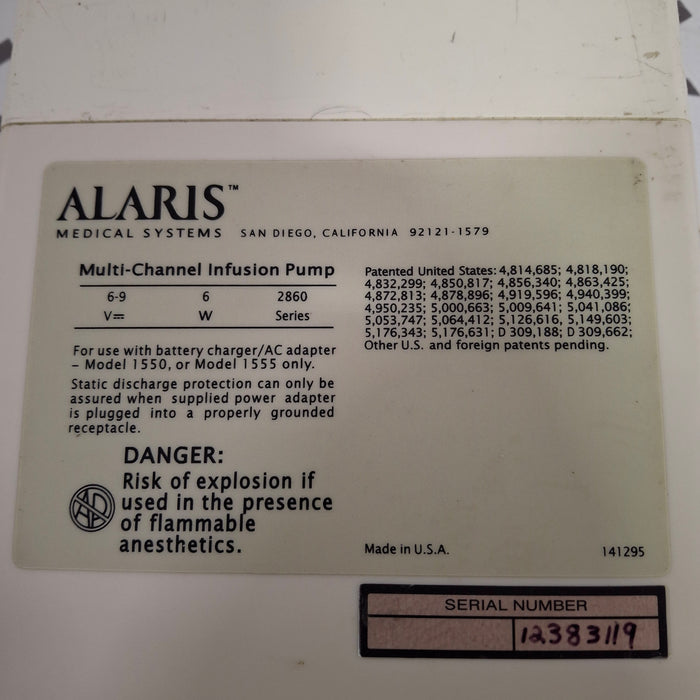 ALARIS™
MEDICAL SYSTEMS SAN DIEGO, CALIFORNIA 92121-1579
Multi-Channel Infusion Pump
6-9 6 2860
V⎓ W Series
For use with battery charger/AC adapter
– Model 1550, or Model 1555 only.
Static discharge protection can only be
assured when supplied power adapter
is plugged into a properly grounded
receptacle.
DANGER:
Risk of explosion if
used in the presence
of flammable
anesthetics.
Patented United States: 4,814,685; 4,818,190;
4,832,299; 4,850,817; 4,856,340; 4,863,425;
4,872,813; 4,878,896; 4,919,596; 4,940,399;
4,950,235; 5,000,663; 5,009,641; 5,041,086;
5,053,747; 5,064,412; 5,126,616; 5,149,603;
5,176,343; 5,176,631; D 309,188; D 309,662;
Other U.S. and foreign patents pending.
Made in U.S.A. 141295
SERIAL NUMBER
12383119